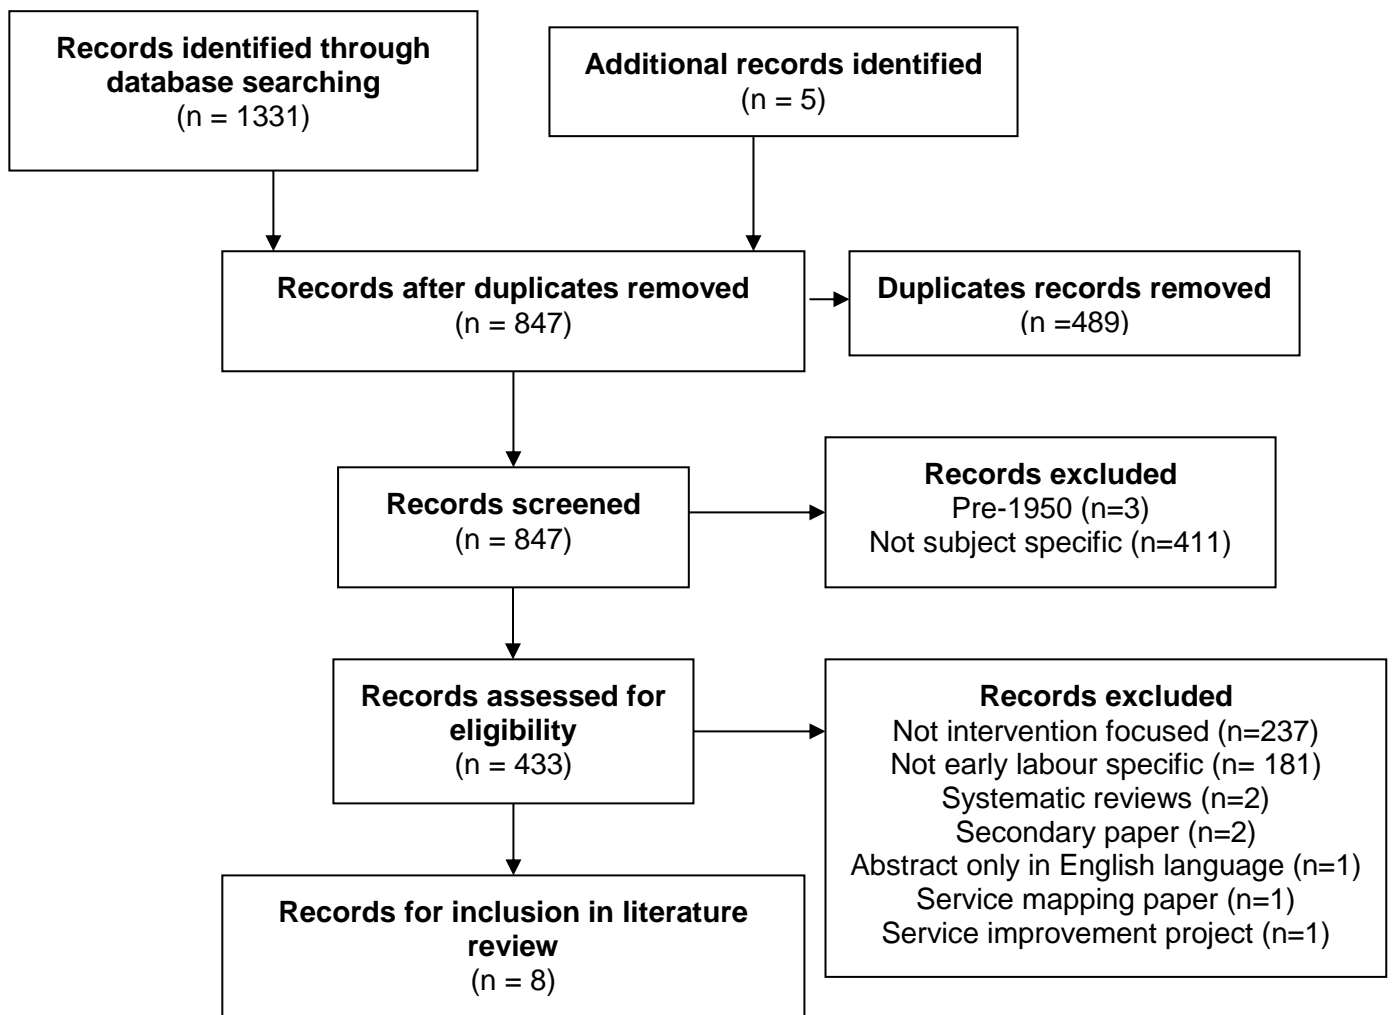 Records identified through
database searching
(n = 1331)
Additional records identified
(n = 5)
Records after duplicates removed
(n = 847)
Duplicates records removed
(n =489)
Records screened
(n = 847)
Records excluded
Pre-1950 (n=3)
Not subject specific (n=411)
Records assessed for
eligibility
(n = 433)
Records excluded
Not intervention focused (n=237)
Not early labour specific (n= 181)
Systematic reviews (n=2)
Secondary paper (n=2)
Abstract only in English language (n=1)
Service mapping paper (n=1)
Service improvement project (n=1)
Records for inclusion in literature
review
(n = 8)